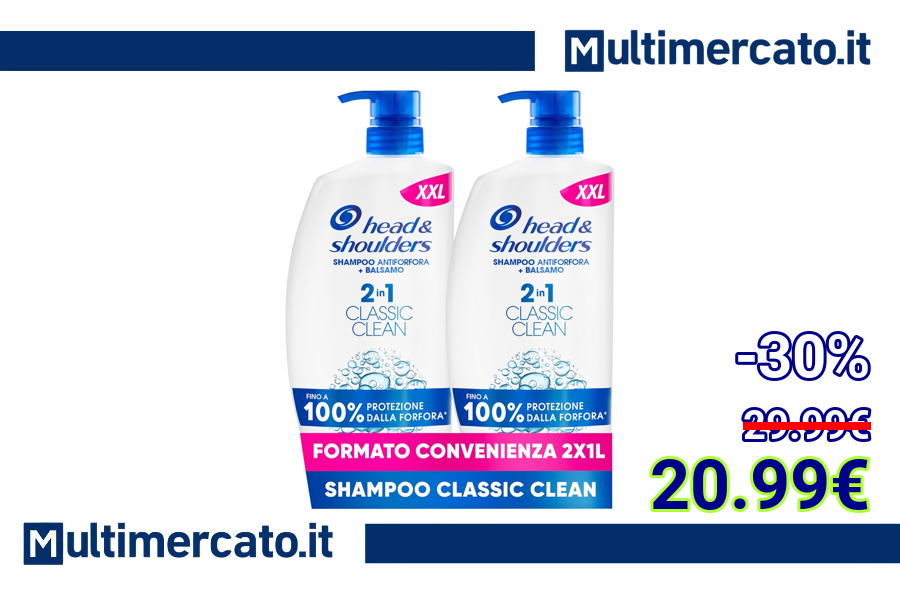 Multimercato.it
XXL
head&
shoulders
SHAMPOO ANTIFORFORA
+ BALSAMO
2in1
CLASSIC
CLEAN
FINO A
100% PROTEZIONE
DALLA FORFORA*
XXL
head&
shoulders
SHAMPOO ANTIFORFORA
+ BALSAMO
2in1
CLASSIC
CLEAN
FINO A
100% PROTEZIONE
DALLA FORFORA*
FORMATO CONVENIENZA 2X1L
SHAMPOO CLASSIC CLEAN
-30%
29.99€
20.99€
Multimercato.it